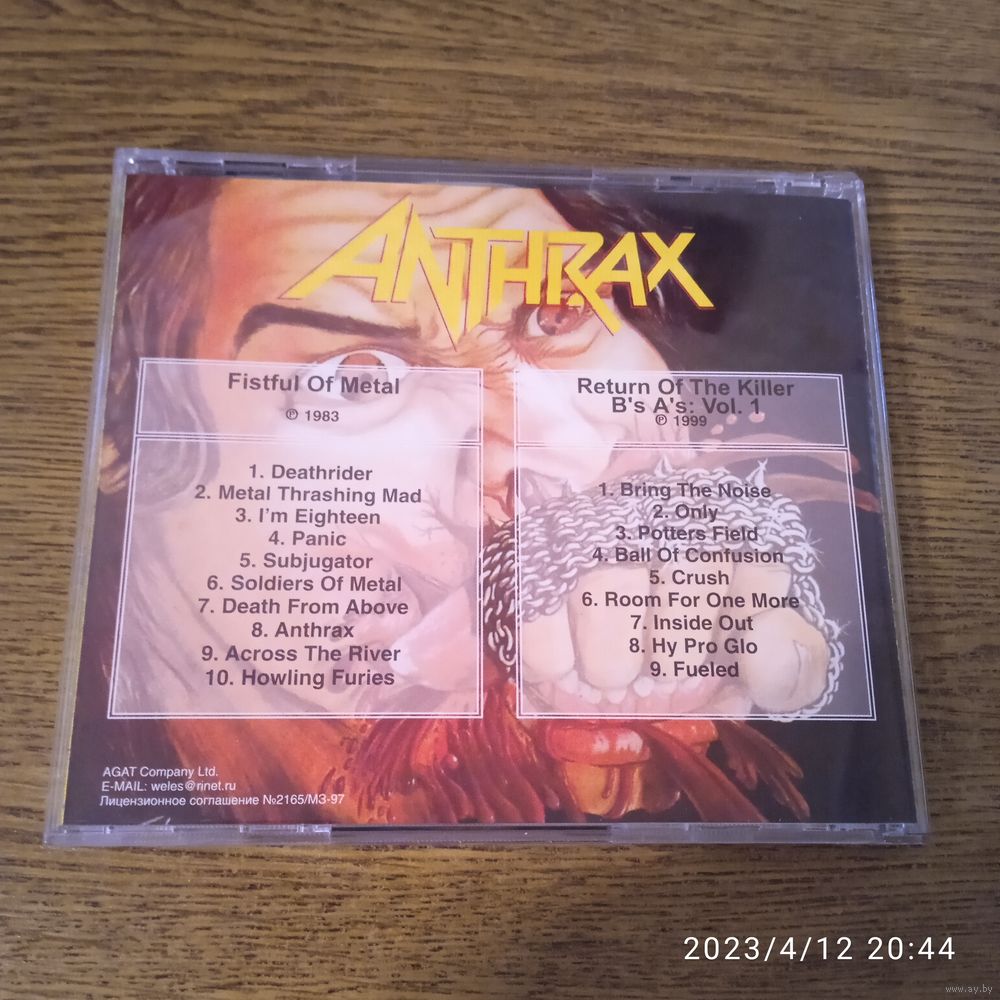 ANTHRAX
Fistful Of Metal
℗ 1983
1. Deathrider
2. Metal Thrashing Mad
3. I'm Eighteen
4. Panic
5. Subjugator
6. Soldiers Of Metal
7. Death From Above
8. Anthrax
9. Across The River
10. Howling Furies
Return Of The Killer
B's A's: Vol. 1
℗ 1999
1. Bring The Noise
2. Only
3. Potters Field
4. Ball Of Confusion
5. Crush
6. Room For One More
7. Inside Out
8. Hy Pro Glo
9. Fueled
AGAT Company Ltd.
E-MAIL: weles@rinet.ru
Лицензионное соглашение №2165/МЗ-97
2023/4/12 20:44
www.ay.by